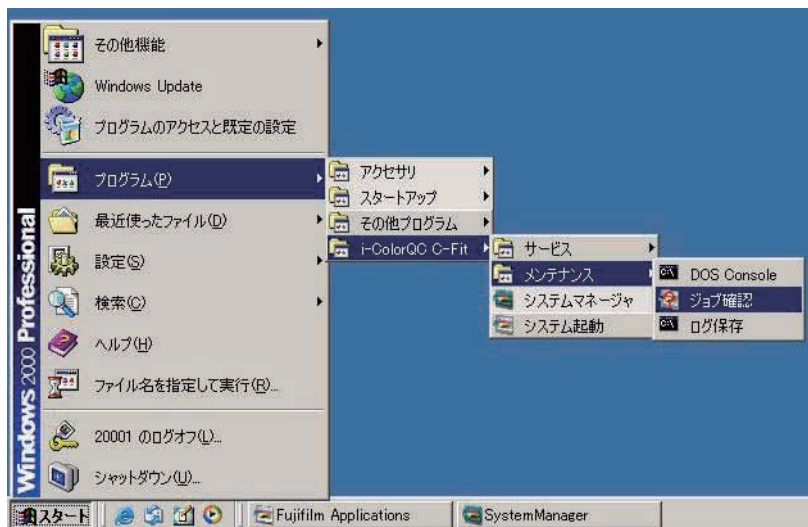 その他機能
Windows Update
プログラムのアクセスと既定の設定
プログラム(P)
最近使ったファイル(D)
設定(S)
検索(C)
ヘルプ(H)
ファイル名を指定して実行(R)...
20001 のログオフ(L)...
シャットダウン(U)...
Windows 2000 Professional
アクセサリ
スタートアップ
その他プログラム
i-ColorQC C-Fit
サービス
メンテナンス
システムマネージャ
システム起動
DOS Console
ジョブ確認
ログ保存
スタート
Fujifilm Applications
SystemManager